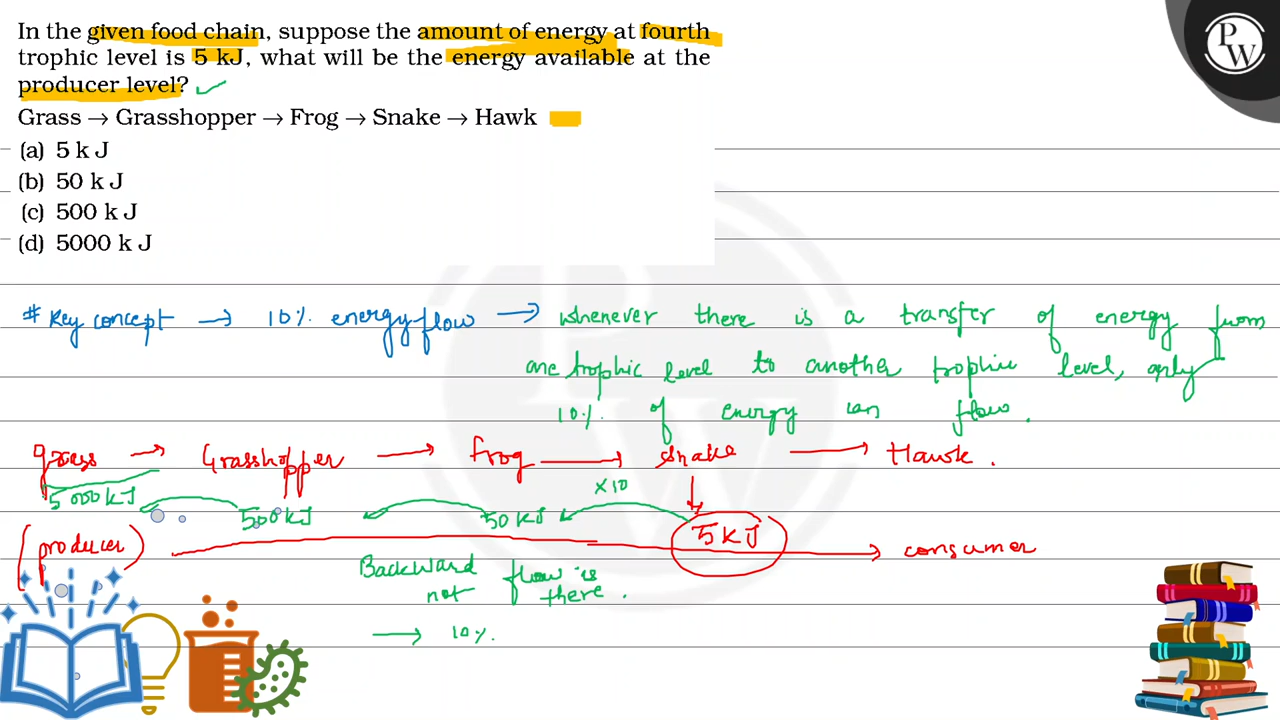 In the given food chain, suppose the amount of energy at fourth
trophic level is 5 kJ, what will be the energy available at the
producer level?
Grass → Grasshopper → Frog → Snake → Hawk
(a) 5 k J
(b) 50 k J
(c) 500 k J
(d) 5000 k J
PW
# Key concept → 10% energy flow → whenever there is a transfer of energy from
one trophic level to another trophic level, only
10% of energy can flow.
grass → Grasshopper → frog → snake → Hawk.
5000 kJ 500 kJ 50 kJ ×10 5 kJ
(producer) → consumer
Backward flow is
not there.
→ 10%.